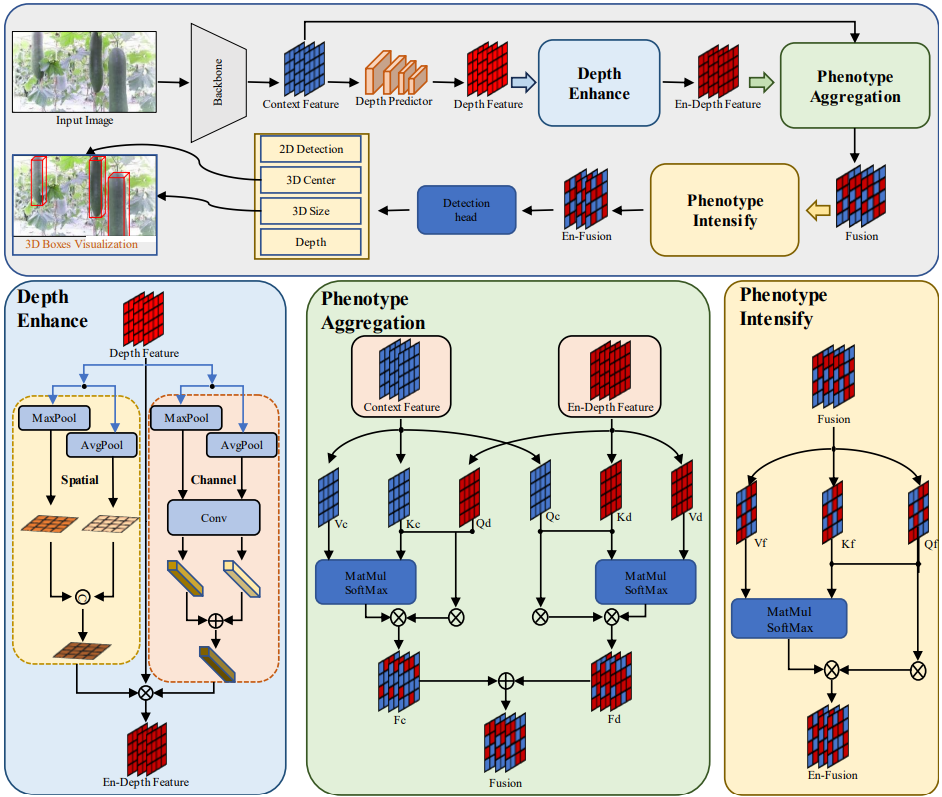 Input Image
Backbone
Context Feature
Depth Predictor
Depth Feature
Depth
Enhance
En-Depth Feature
Phenotype
Aggregation
3D Boxes Visualization
2D Detection
3D Center
3D Size
Depth
Detection
head
En-Fusion
Phenotype
Intensify
Fusion
Depth
Enhance
Depth Feature
MaxPool
AvgPool
Spatial
MaxPool
AvgPool
Channel
Conv
En-Depth Feature
Phenotype
Aggregation
Context Feature
En-Depth Feature
Vc
Kc
Qd
Qc
Kd
Vd
MatMul
SoftMax
MatMul
SoftMax
Fc
Fd
Fusion
Phenotype
Intensify
Fusion
Vf
Kf
Qf
MatMul
SoftMax
En-Fusion